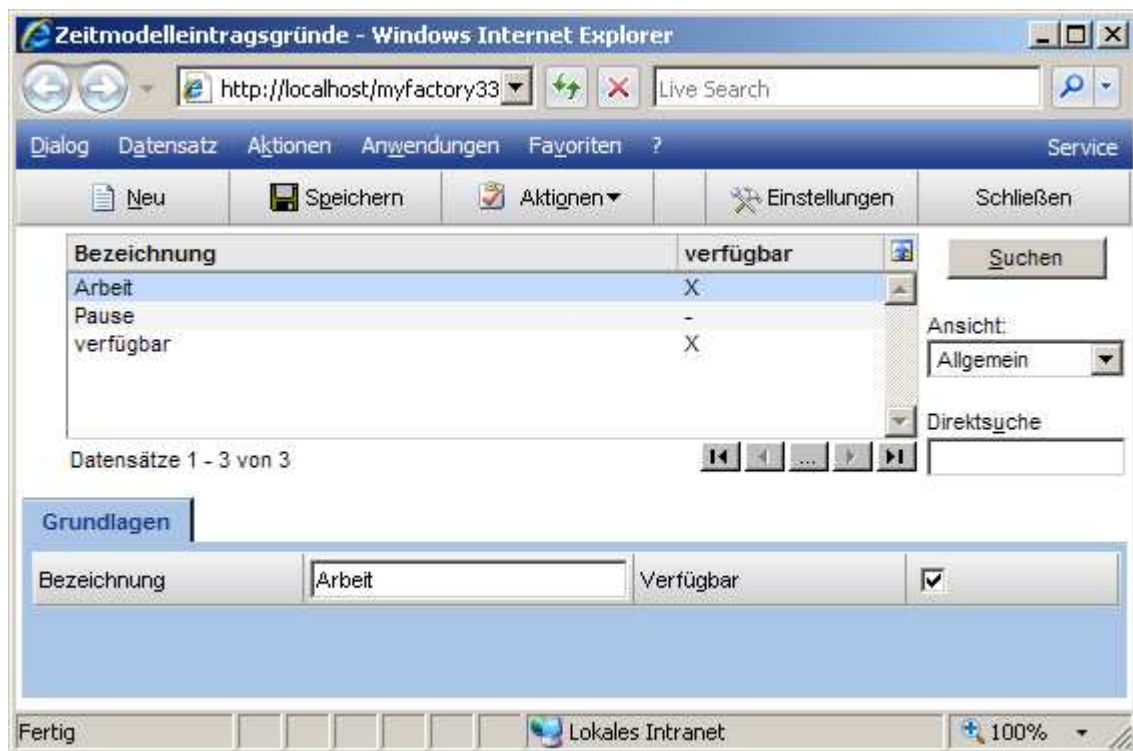 Zeitmodelleintragsgründe - Windows Internet Explorer
http://localhost/myfactory33 Live Search
Dialog Datensatz Aktionen Anwendungen Favoriten ? Service
Neu Speichern Aktionen Einstellungen Schließen
Bezeichnung verfügbar Suchen
Arbeit X
Pause -
Ansicht:
verfügbar X
Allgemein
Direktsuche
Datensätze 1 - 3 von 3 ...
Grundlagen
Bezeichnung Arbeit Verfügbar
Fertig Lokales Intranet 100%